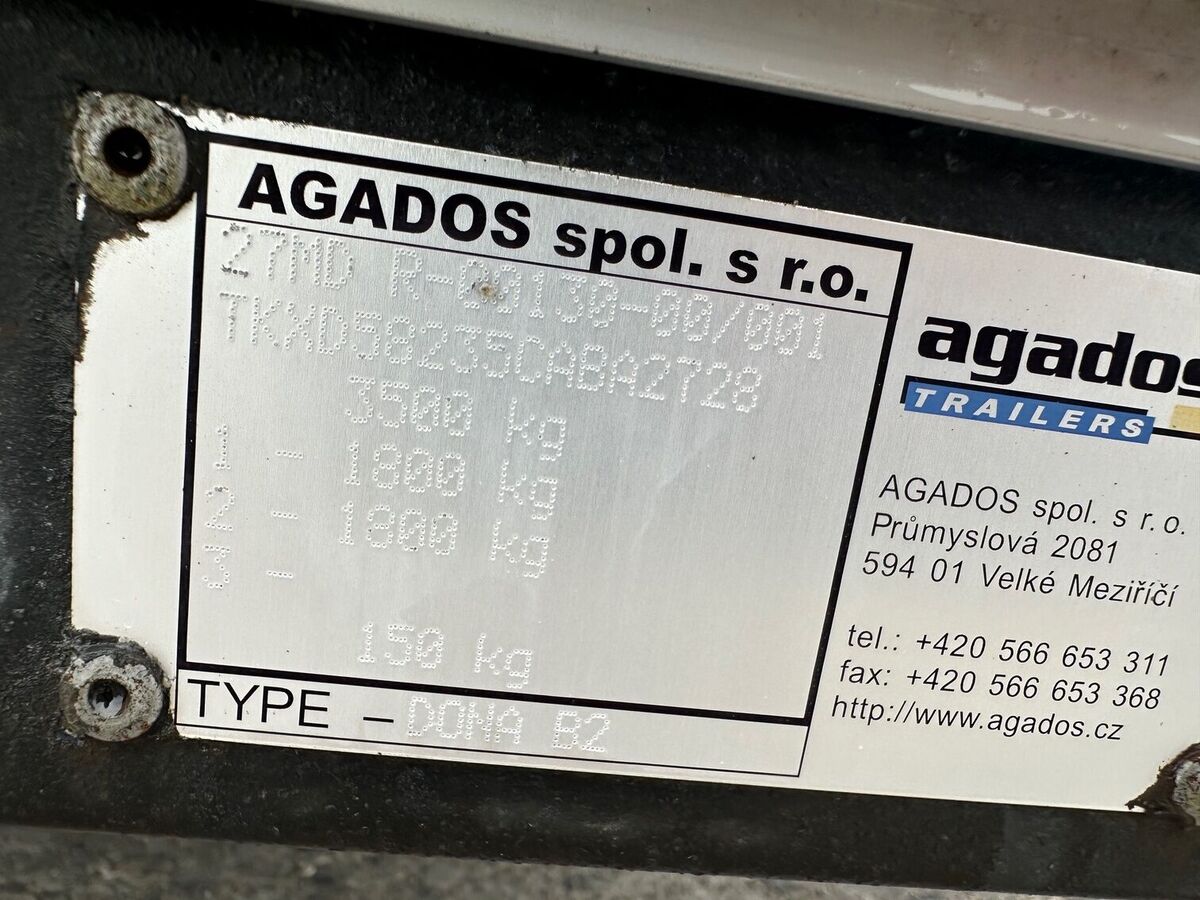 AGADOS spol. s r.o.
27MD R-00130-00/001
TKXD58235CABA2728
3500 kg
1 - 1800 kg
2 - 1800 kg
3 -
150 kg
TYPE - DONA B2
agados
TRAILERS
AGADOS spol. s r.o.
Průmyslová 2081
594 01 Velké Meziříčí
tel.: +420 566 653 311
fax: +420 566 653 368
http://www.agados.cz